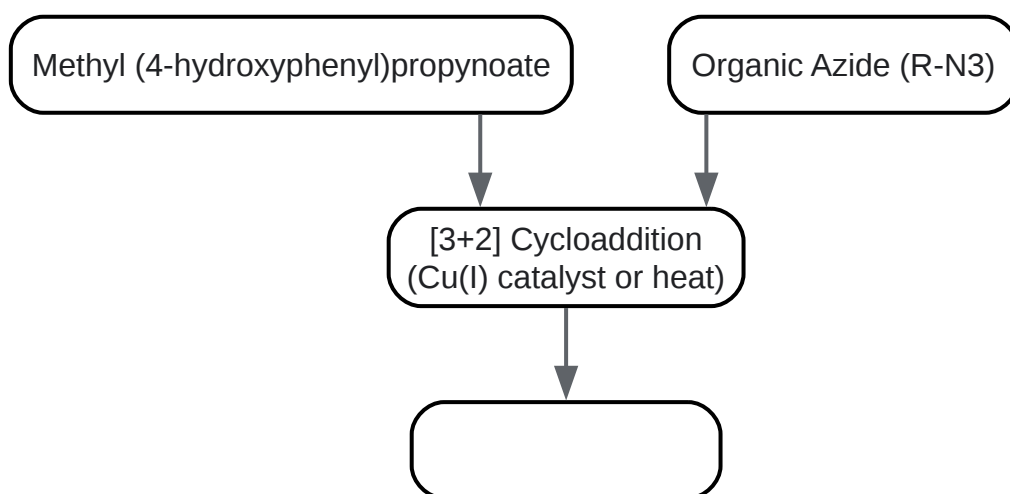 Methyl (4-hydroxyphenyl)propynoate
Organic Azide (R-N3)
[3+2] Cycloaddition
(Cu(I) catalyst or heat)